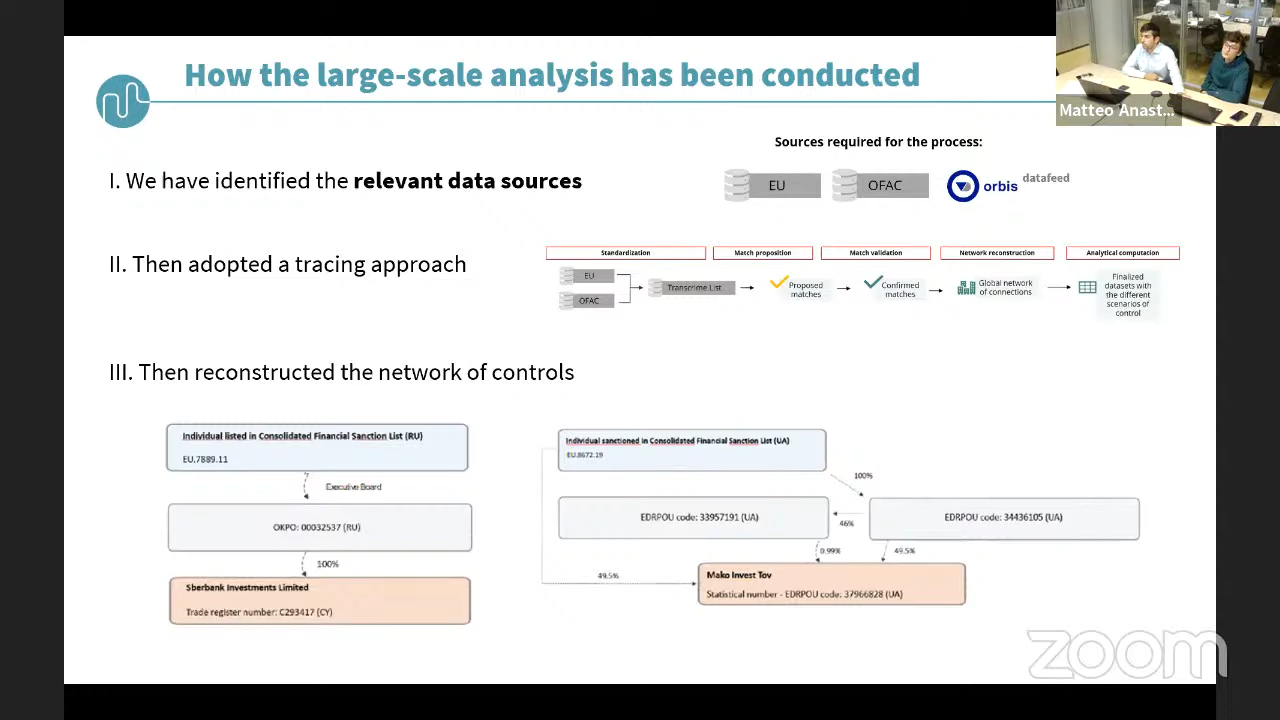 How the large-scale analysis has been conducted
Matteo Anast...
Sources required for the process:
I. We have identified the relevant data sources
EU
OFAC
orbis
datafeed
II. Then adopted a tracing approach
Standardization
Match proposition
Match validation
Network reconstruction
Analytical computation
EU
OFAC
Transcrime List
Proposed
matches
Confirmed
matches
Global network
of connections
Finalized
datasets with
the different
scenarios of
control
III. Then reconstructed the network of controls
Individual listed in Consolidated Financial Sanction List (RU)
EU.7889.11
Executive Board
OKPO: 00032537 (RU)
100%
Sberbank Investments Limited
Trade register number: C293417 (CY)
Individual sanctioned in Consolidated Financial Sanction List (UA)
EU.8672.19
100%
EDRPOU code: 33957191 (UA)
46%
EDRPOU code: 34436105 (UA)
0.99%
49.5%
49.5%
Mako Invest Tov
Statistical number - EDRPOU code: 37966828 (UA)
zoom